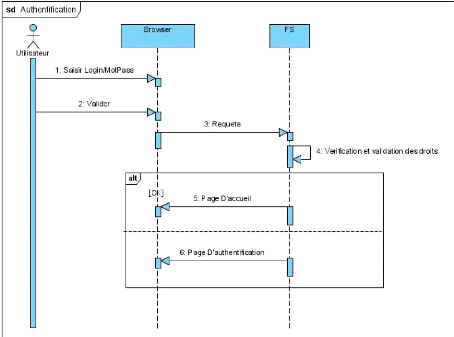 sd Authentification
Browser
FS
Utilisateur
1: Saisir Login/MotPass
2: Valider
3: Requete
4: Verification et validation des droits
alt
[OK]
5: Page D'accueil
6: Page D'authentification